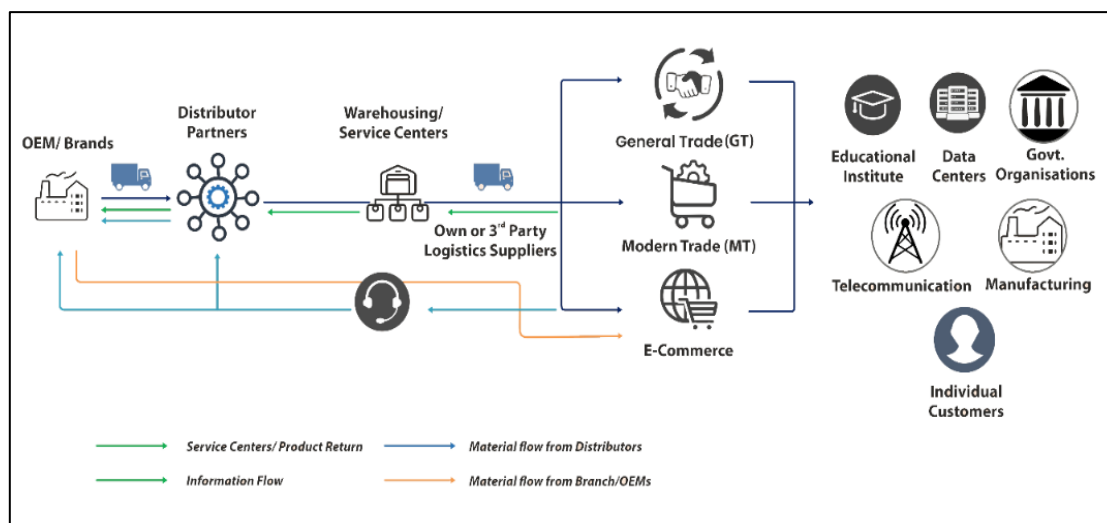 OEM/ Brands
Distributor
Partners
Warehousing/
Service Centers
Own or 3rd Party
Logistics Suppliers
General Trade (GT)
Modern Trade (MT)
E-Commerce
Educational
Institute
Data
Centers
Govt.
Organisations
Telecommunication
Manufacturing
Individual
Customers
Service Centers/ Product Return
Material flow from Distributors
Information Flow
Material flow from Branch/OEMs